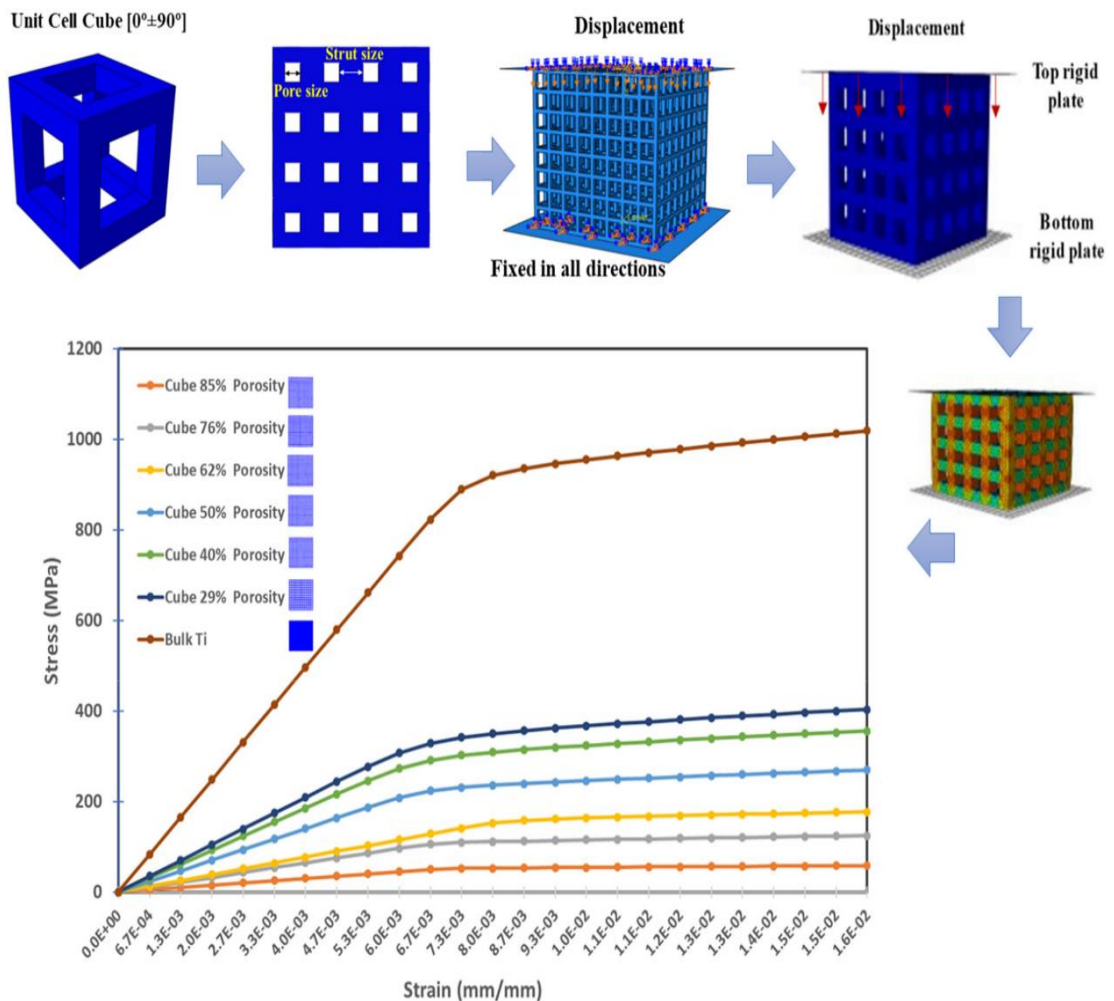 Unit Cell Cube [0º±90º]
Strut size
Pore size
Displacement
Fixed in all directions
Displacement
Top rigid
plate
Bottom
rigid plate
Stress (MPa)
1200
1000
800
600
400
200
0
Cube 85% Porosity
Cube 76% Porosity
Cube 62% Porosity
Cube 50% Porosity
Cube 40% Porosity
Cube 29% Porosity
Bulk Ti
0.0E+00
6.7E-04
1.3E-03
2.0E-03
2.7E-03
3.3E-03
4.0E-03
4.7E-03
5.3E-03
6.0E-03
6.7E-03
7.3E-03
8.0E-03
8.7E-03
9.3E-03
1.0E-02
1.1E-02
1.1E-02
1.2E-02
1.3E-02
1.3E-02
1.4E-02
1.5E-02
1.5E-02
1.6E-02
Strain (mm/mm)